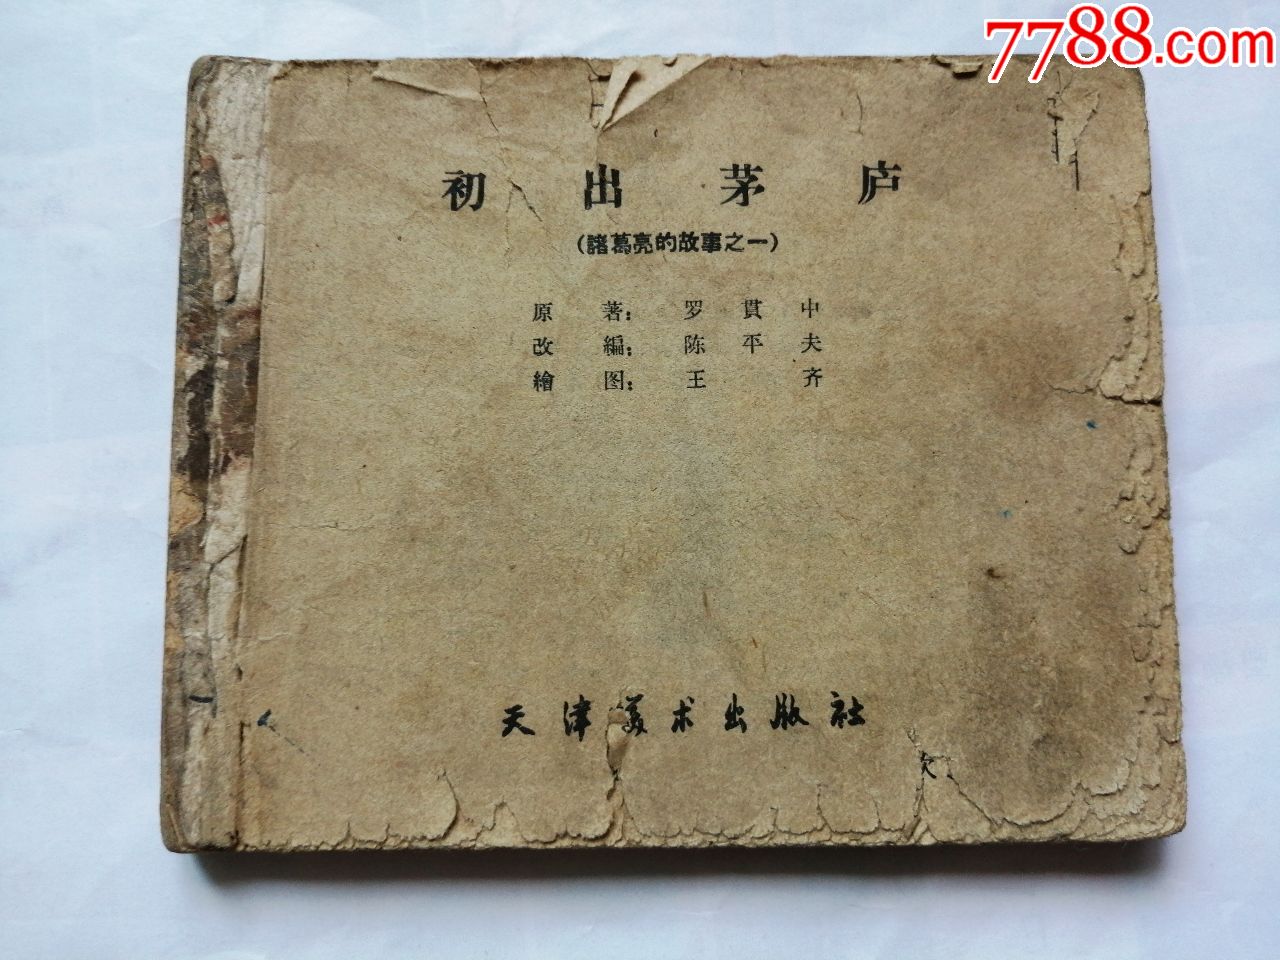 7788.com
初出茅庐
(諸葛亮的故事之一)
原著：罗貫中
改編：陈平夫
繪图：王齐
天津美术出版社
次